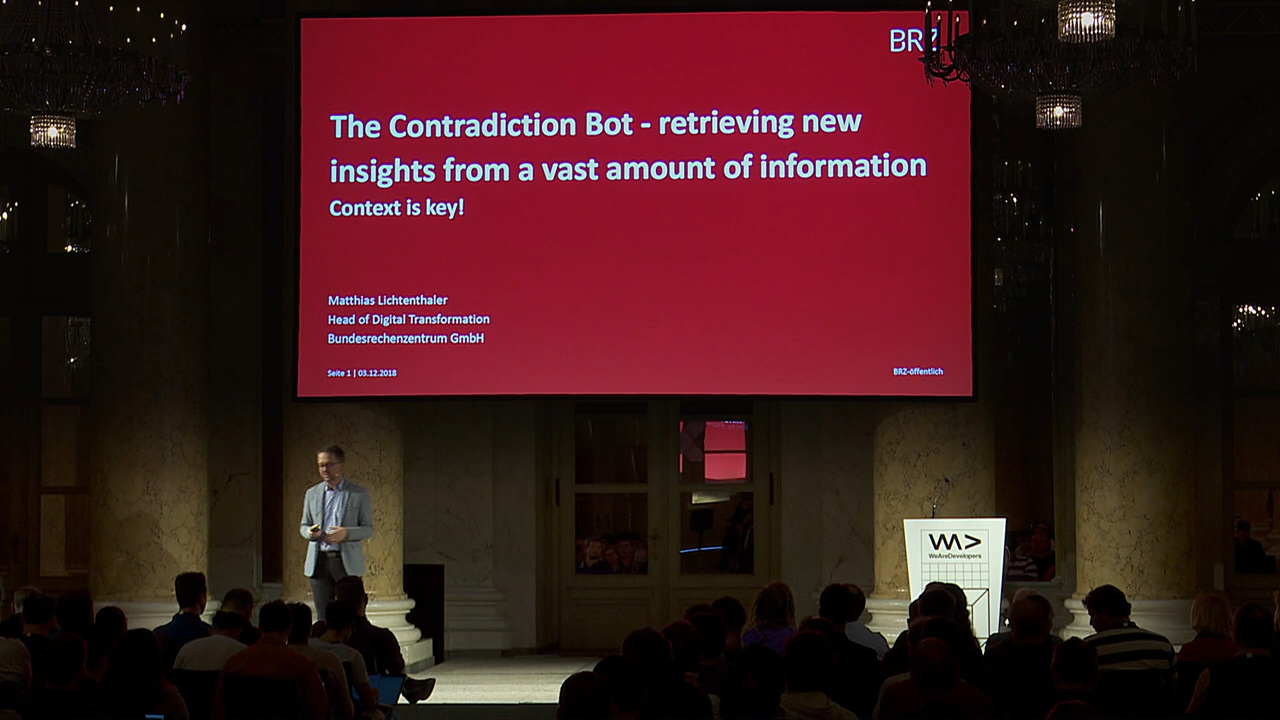 BRZ
The Contradiction Bot - retrieving new
insights from a vast amount of information
Context is key!
Matthias Lichtenthaler
Head of Digital Transformation
Bundesrechenzentrum GmbH
Seite 1 | 03.12.2018
BRZ-öffentlich
WeAreDevelopers